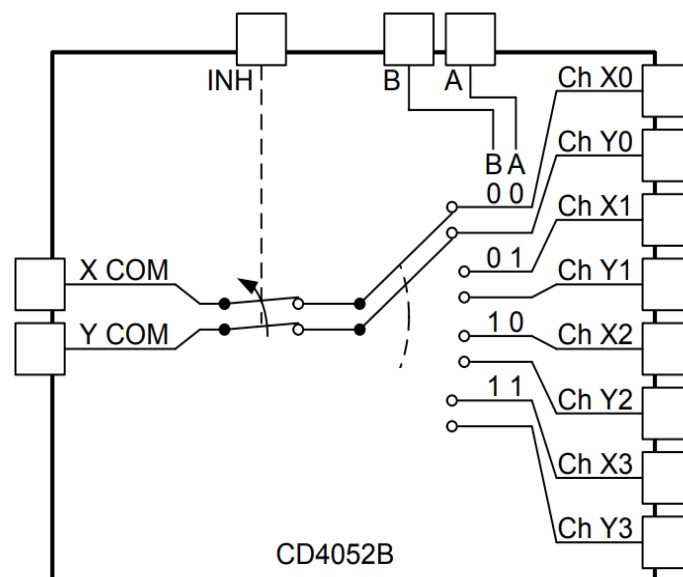 INH
B
A
Ch X0
Ch Y0
B A
0 0
Ch X1
0 1
X COM
Ch Y1
Y COM
1 0
Ch X2
1 1
Ch Y2
Ch X3
Ch Y3
CD4052B